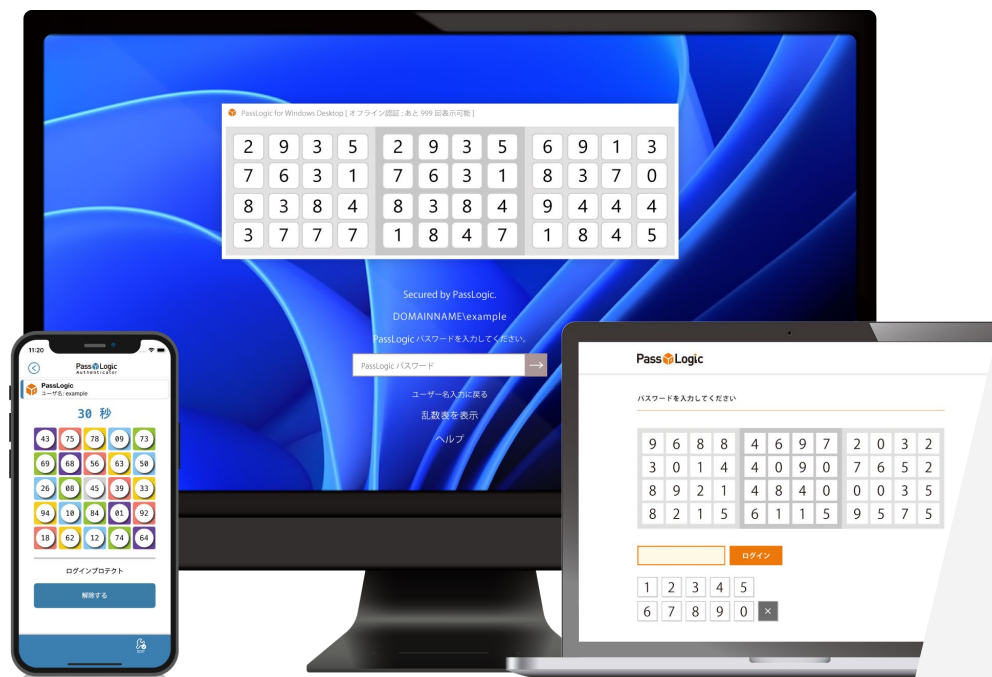 PassLogic for Windows Desktop [ オフライン認証 : あと 999 回表示可能 ]
2 9 3 5 2 9 3 5 6 9 1 3
7 6 3 1 7 6 3 1 8 3 7 0
8 3 8 4 8 3 8 4 9 4 4 4
3 7 7 7 1 8 4 7 1 8 4 5
Secured by PassLogic.
DOMAINNAME\example
PassLogic パスワードを入力してください。
PassLogic パスワード
ユーザー名入力に戻る
乱数表を表示
ヘルプ
11:20
PassLogic
Authenticator
PassLogic
ユーザ名: example
30 秒
43 75 78 09 73
69 68 56 63 50
26 08 45 39 33
94 10 84 01 92
18 62 12 74 64
ログインプロテクト
解除する
PassLogic
パスワードを入力してください
9 6 8 8 4 6 9 7 2 0 3 2
3 0 1 4 4 0 9 0 7 6 5 2
8 9 2 1 4 8 4 0 0 0 3 5
8 2 1 5 6 1 1 5 9 5 7 5
ログイン
1 2 3 4 5
6 7 8 9 0 ×